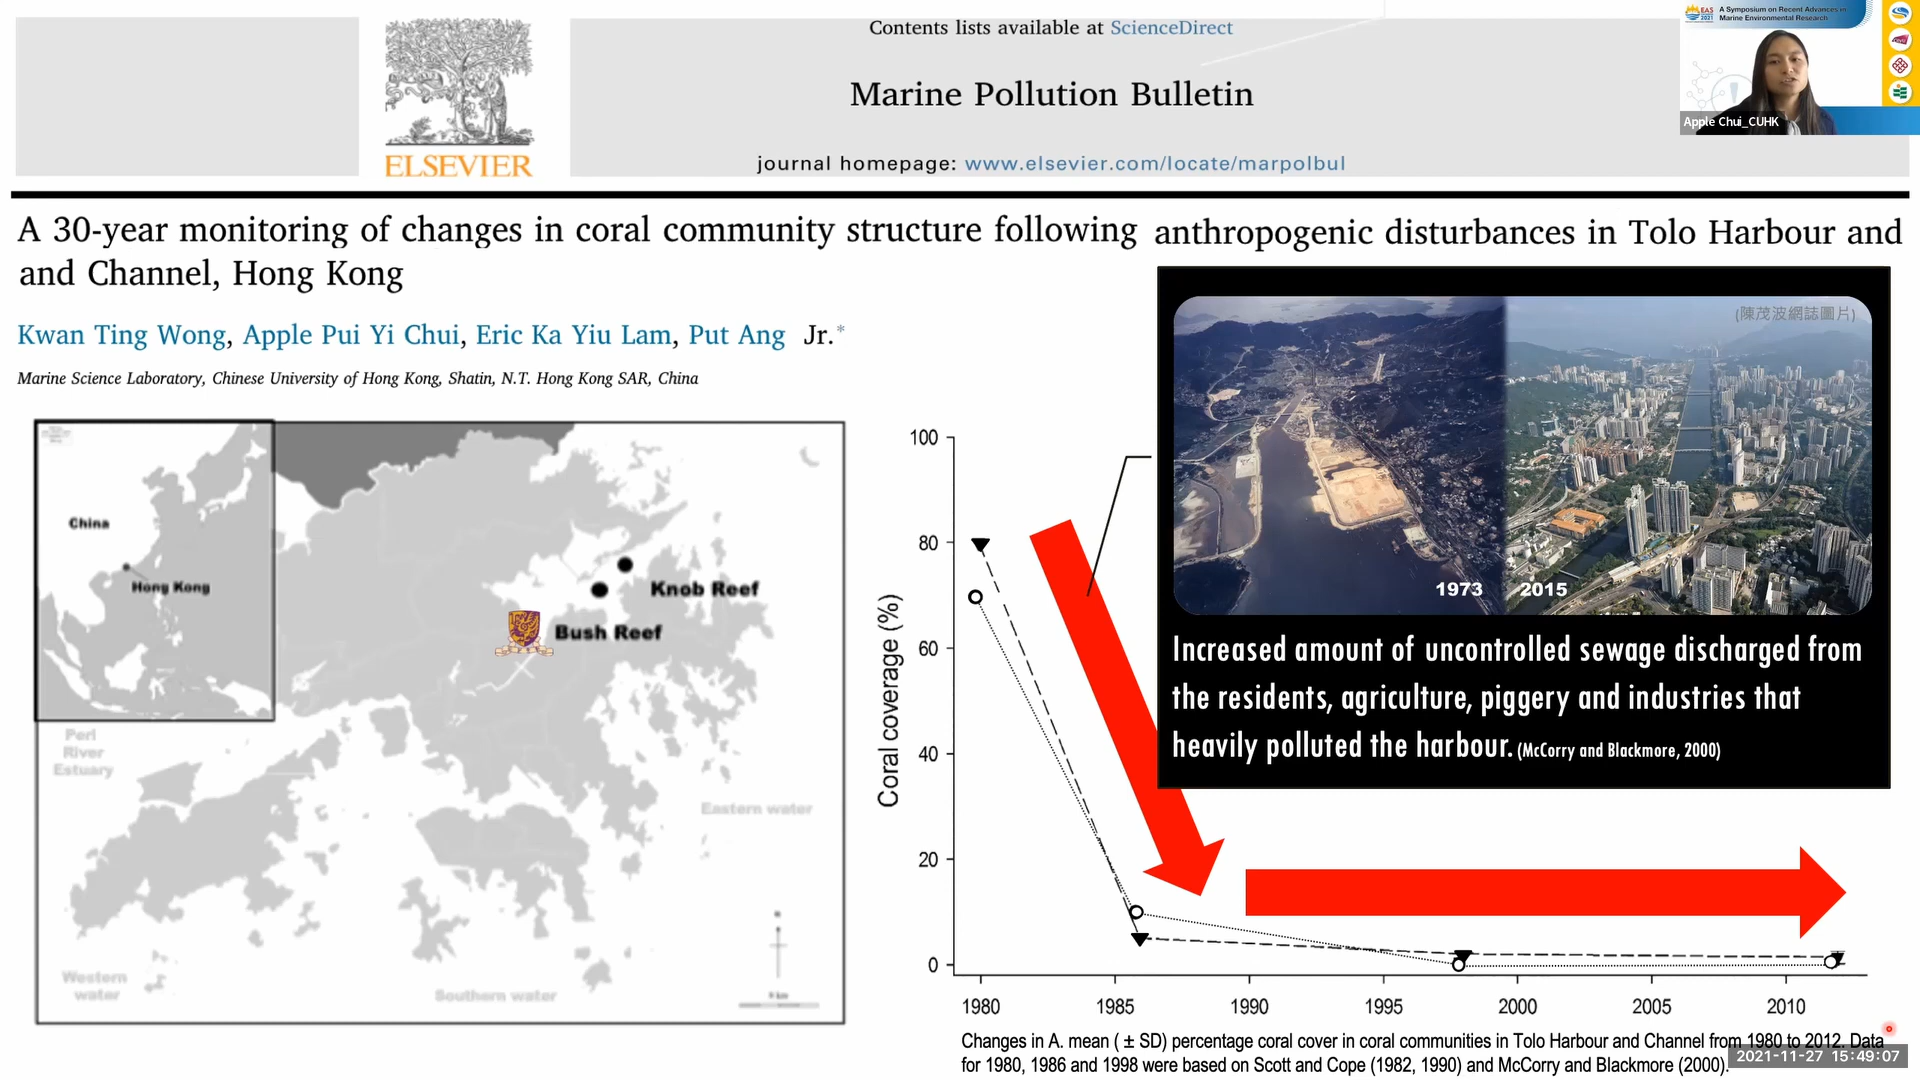 Contents lists available at ScienceDirect
Marine Pollution Bulletin
journal homepage: www.elsevier.com/locate/marpolbul
ELSEVIER
EAS
2021
A Symposium on Recent Advances in
Marine Environmental Research
Apple Chui_CUHK
A 30-year monitoring of changes in coral community structure following anthropogenic disturbances in Tolo Harbour and
and Channel, Hong Kong
Kwan Ting Wong, Apple Pui Yi Chui, Eric Ka Yiu Lam, Put Ang Jr.*
Marine Science Laboratory, Chinese University of Hong Kong, Shatin, N.T. Hong Kong SAR, China
China
Hong Kong
Knob Reef
Bush Reef
Perl
River
Estuary
Eastern water
Western
water
Southern water
(陳茂波網誌圖片)
1973
2015
Increased amount of uncontrolled sewage discharged from
the residents, agriculture, piggery and industries that
heavily polluted the harbour. (McCorry and Blackmore, 2000)
Coral coverage (%)
100
80
60
40
20
0
1980 1985 1990 1995 2000 2005 2010
Changes in A. mean ( ± SD) percentage coral cover in coral communities in Tolo Harbour and Channel from 1980 to 2012. Data
for 1980, 1986 and 1998 were based on Scott and Cope (1982, 1990) and McCorry and Blackmore (2000).
2021-11-27 15:49:07